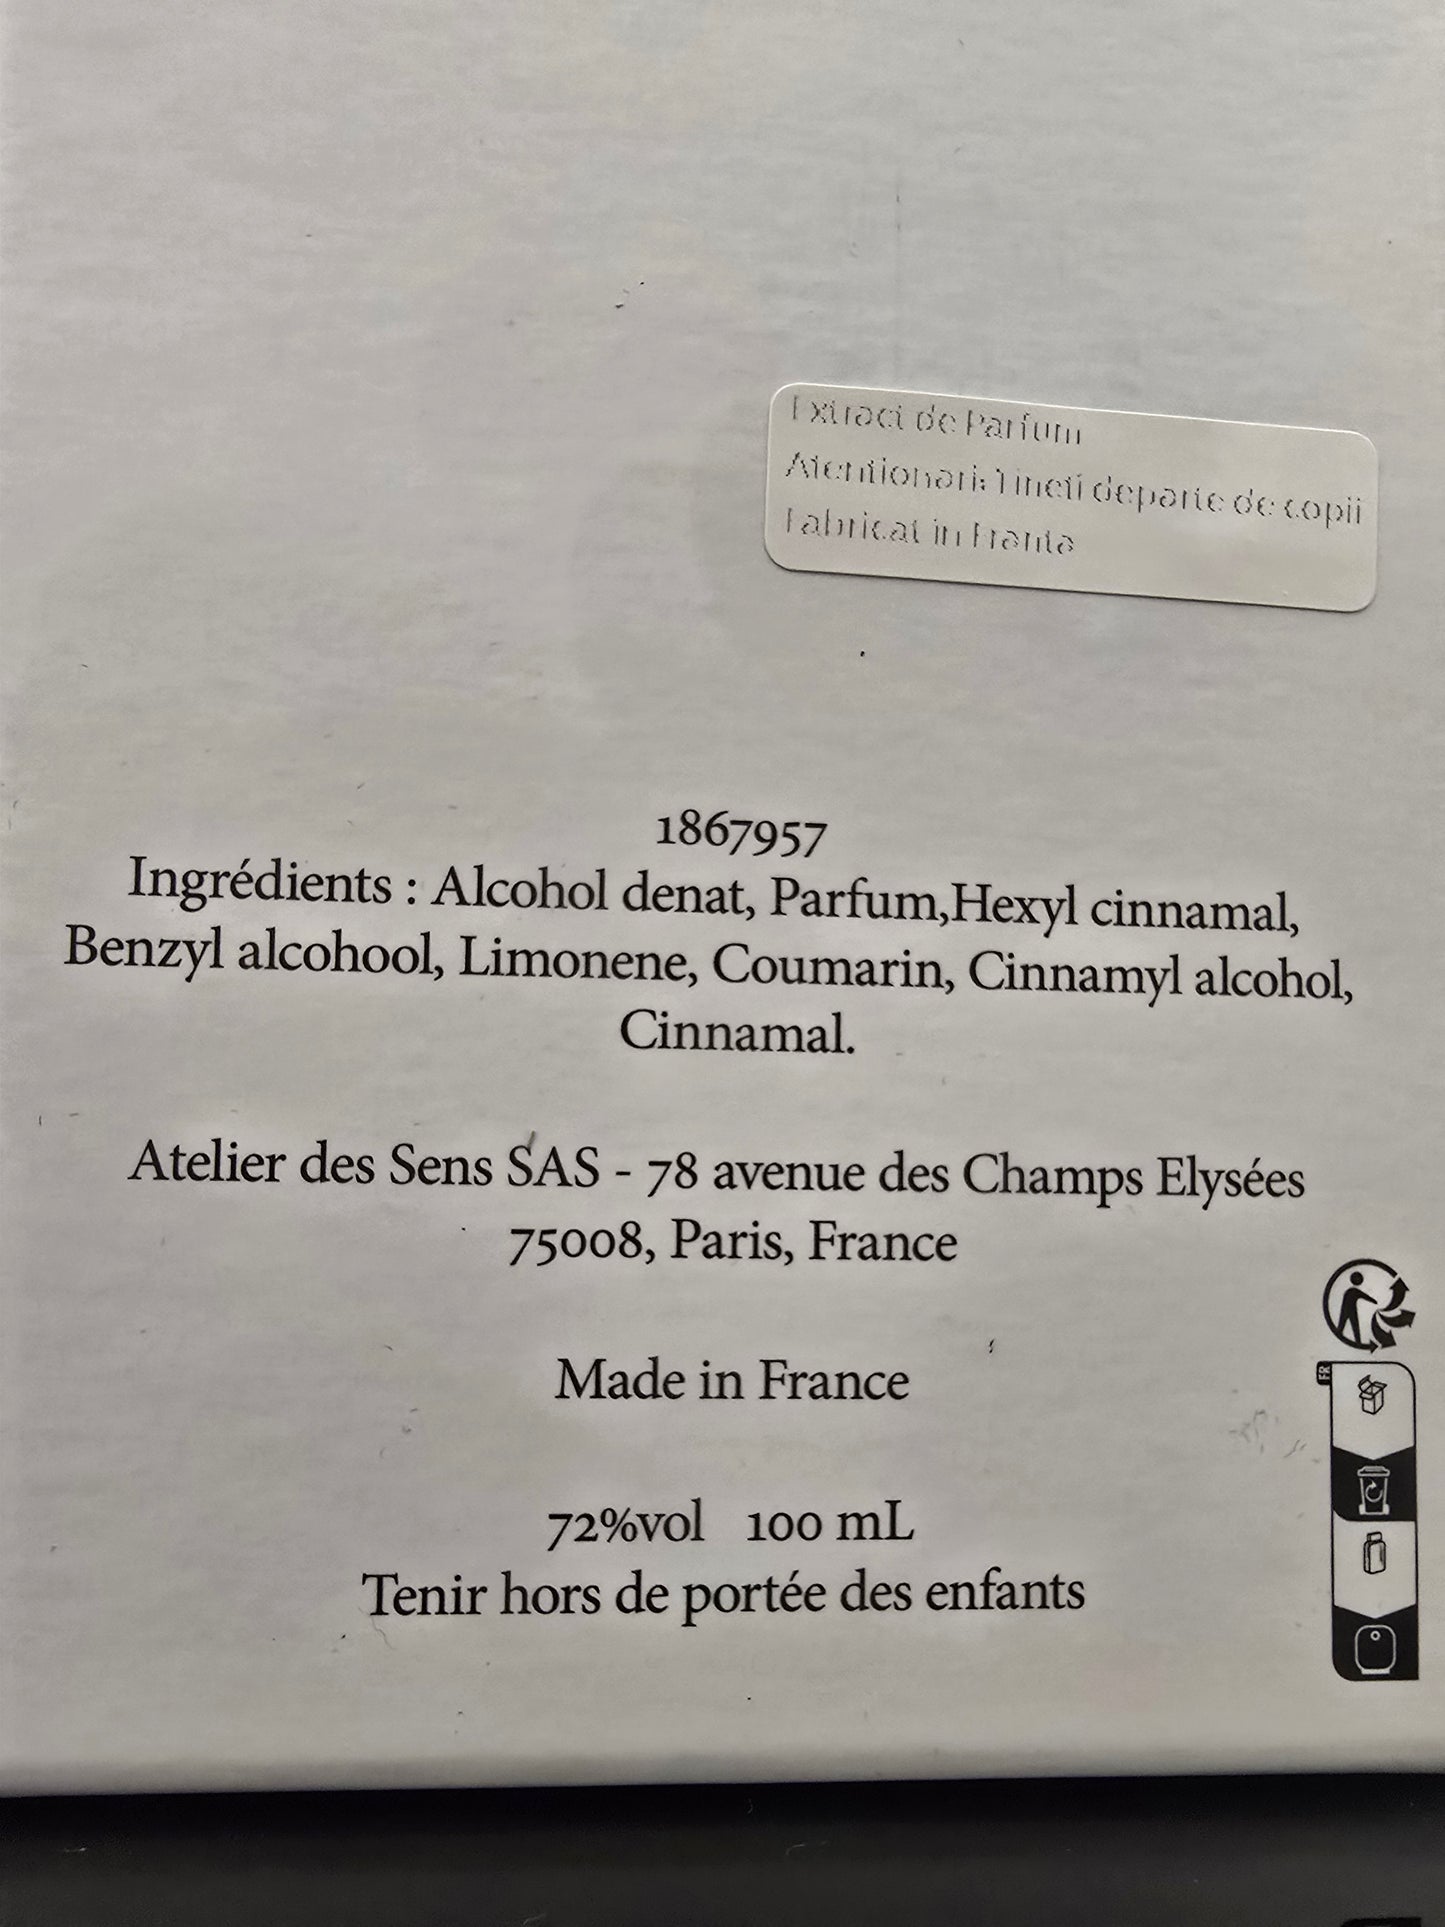 Extract de Parfum
Atentionari: Tineti departe de copii
Fabricat in Franta
1867957
Ingrédients : Alcohol denat, Parfum,Hexyl cinnamal,
Benzyl alcohool, Limonene, Coumarin, Cinnamyl alcohol,
Cinnamal.
Atelier des Sens SAS - 78 avenue des Champs Elysées
75008, Paris, France
Made in France
FR
72%vol 100 mL
Tenir hors de portée des enfants